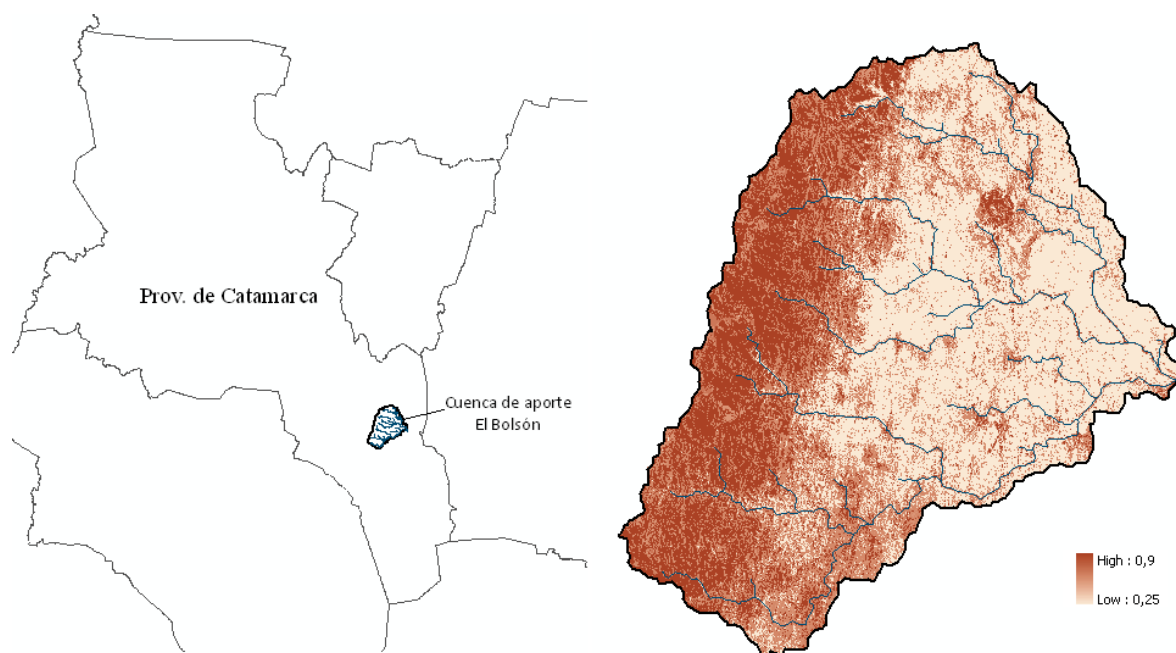 Prov. de Catamarca
Cuenca de aporte
El Bolsón
High : 0,9
Low : 0,25